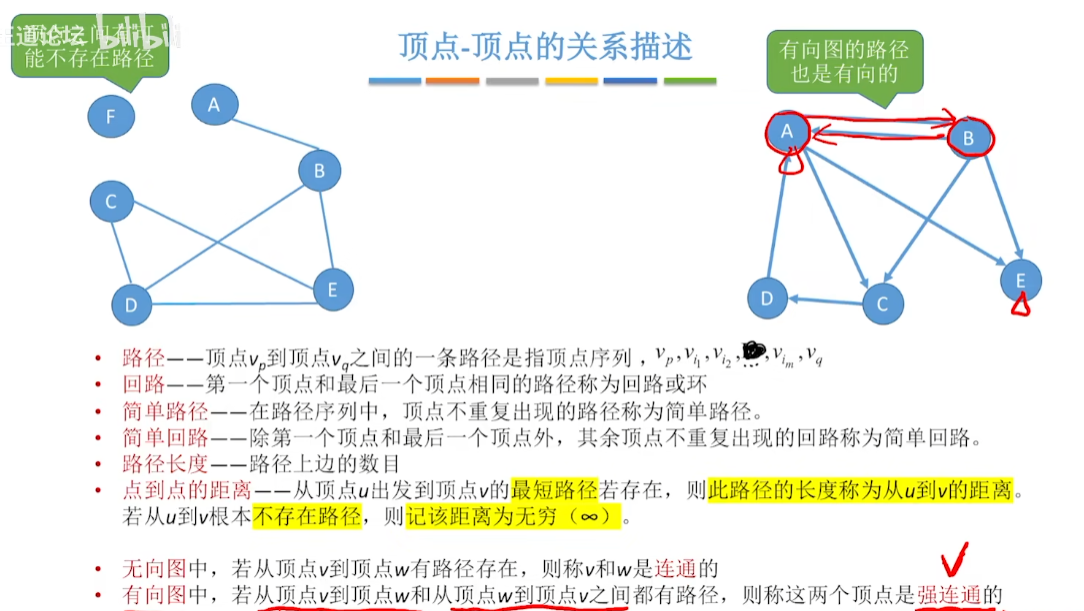 王道论坛 bilibili
能不存在路径
顶点-顶点的关系描述
有向图的路径
也是有向的
F
A
B
C
D
E
A
B
D
C
E
• 路径——顶点vp到顶点vq之间的一条路径是指顶点序列，vp,vi1,vi2,…,vim,vq
• 回路——第一个顶点和最后一个顶点相同的路径称为回路或环
• 简单路径——在路径序列中，顶点不重复出现的路径称为简单路径。
• 简单回路——除第一个顶点和最后一个顶点外，其余顶点不重复出现的回路称为简单回路。
• 路径长度——路径上边的数目
• 点到点的距离——从顶点u出发到顶点v的最短路径若存在，则此路径的长度称为从u到v的距离。
若从u到v根本不存在路径，则记该距离为无穷（∞）。
• 无向图中，若从顶点v到顶点w有路径存在，则称v和w是连通的
• 有向图中，若从顶点v到顶点w和从顶点w到顶点v之间都有路径，则称这两个顶点是强连通的